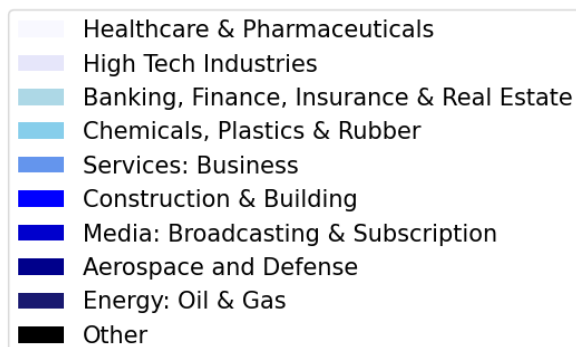 Healthcare & Pharmaceuticals
High Tech Industries
Banking, Finance, Insurance & Real Estate
Chemicals, Plastics & Rubber
Services: Business
Construction & Building
Media: Broadcasting & Subscription
Aerospace and Defense
Energy: Oil & Gas
Other